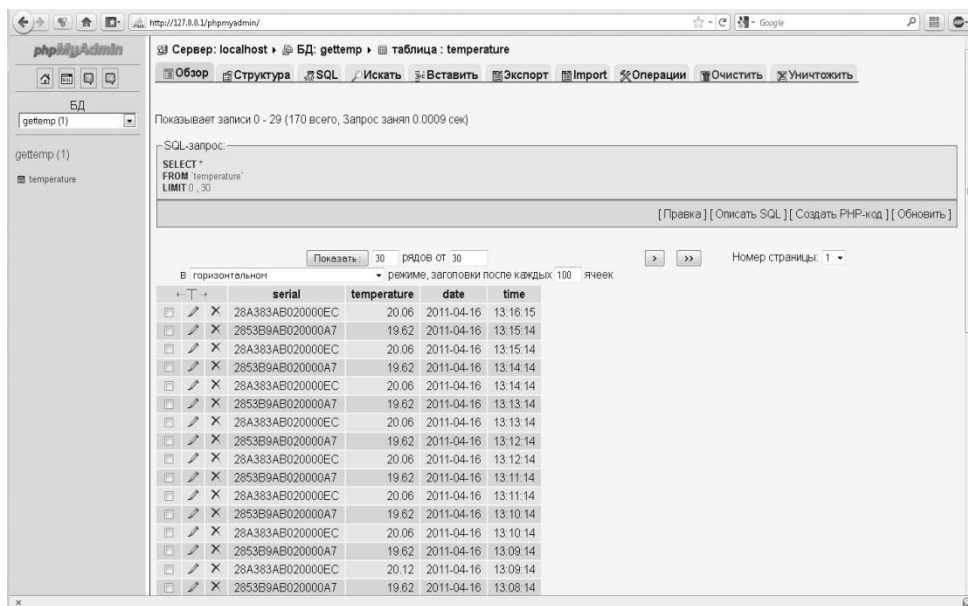 http://127.0.0.1/phpmyadmin/
Google
phpMyAdmin
БД
gettemp (1)
gettemp (1)
temperature
Сервер: localhost ▸ БД: gettemp ▸ таблица : temperature
Обзор Структура SQL Искать Вставить Экспорт Import Операции Очистить Уничтожить
Показывает записи 0 - 29 (170 всего, Запрос занял 0.0009 сек)
SQL-запрос:
SELECT *
FROM `temperature`
LIMIT 0 , 30
[ Правка ] [ Описать SQL ] [ Создать PHP-код ] [ Обновить ]
Показать: 30 рядов от 30 > >> Номер страницы: 1
в горизонтальном режиме, заголовки после каждых 100 ячеек
←T→ serial temperature date time
28A383AB020000EC 20.06 2011-04-16 13:16:15
2853B9AB020000A7 19.62 2011-04-16 13:15:14
28A383AB020000EC 20.06 2011-04-16 13:15:14
2853B9AB020000A7 19.62 2011-04-16 13:14:14
28A383AB020000EC 20.06 2011-04-16 13:14:14
2853B9AB020000A7 19.62 2011-04-16 13:13:14
28A383AB020000EC 20.06 2011-04-16 13:13:14
2853B9AB020000A7 19.62 2011-04-16 13:12:14
28A383AB020000EC 20.06 2011-04-16 13:12:14
2853B9AB020000A7 19.62 2011-04-16 13:11:14
28A383AB020000EC 20.06 2011-04-16 13:11:14
2853B9AB020000A7 19.62 2011-04-16 13:10:14
28A383AB020000EC 20.06 2011-04-16 13:10:14
2853B9AB020000A7 19.62 2011-04-16 13:09:14
28A383AB020000EC 20.12 2011-04-16 13:09:14
2853B9AB020000A7 19.62 2011-04-16 13:08:14